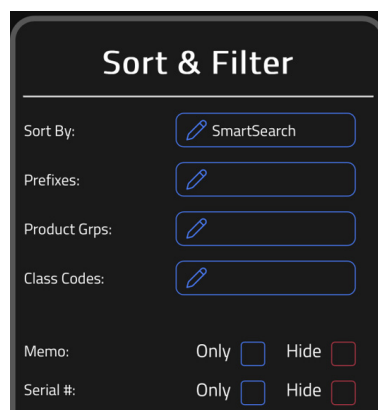 Sort & Filter
Sort By: SmartSearch
Prefixes:
Product Grps:
Class Codes:
Memo: Only Hide
Serial #: Only Hide